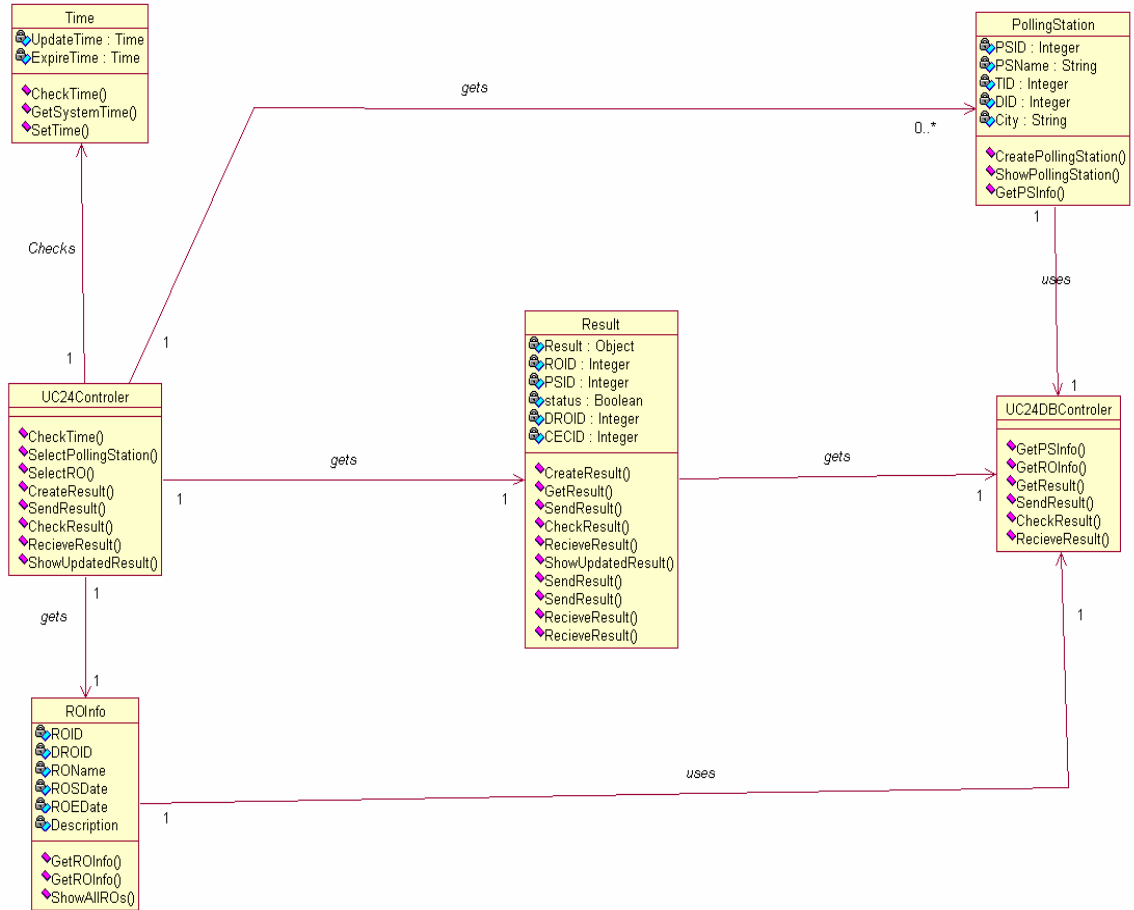 Time
UpdateTime : Time
ExpireTime : Time
CheckTime()
GetSystemTime()
SetTime()
PollingStation
PSID : Integer
PSName : String
TID : Integer
DID : Integer
City : String
CreatePollingStation()
ShowPollingStation()
GetPSInfo()
gets
0..*
1
Checks
uses
1
1
1
Result
Result : Object
ROID : Integer
PSID : Integer
status : Boolean
DROID : Integer
CECID : Integer
CreateResult()
GetResult()
SendResult()
CheckResult()
RecieveResult()
ShowUpdatedResult()
SendResult()
SendResult()
RecieveResult()
RecieveResult()
UC24Controler
CheckTime()
SelectPollingStation()
SelectRO()
CreateResult()
SendResult()
CheckResult()
RecieveResult()
ShowUpdatedResult()
gets
1
1
gets
1
UC24DBControler
GetPSInfo()
GetROInfo()
GetResult()
SendResult()
CheckResult()
RecieveResult()
1
gets
1
1
ROInfo
ROID
DROID
ROName
ROSDate
ROEDate
Description
GetROInfo()
GetROInfo()
ShowAllROs()
uses
1